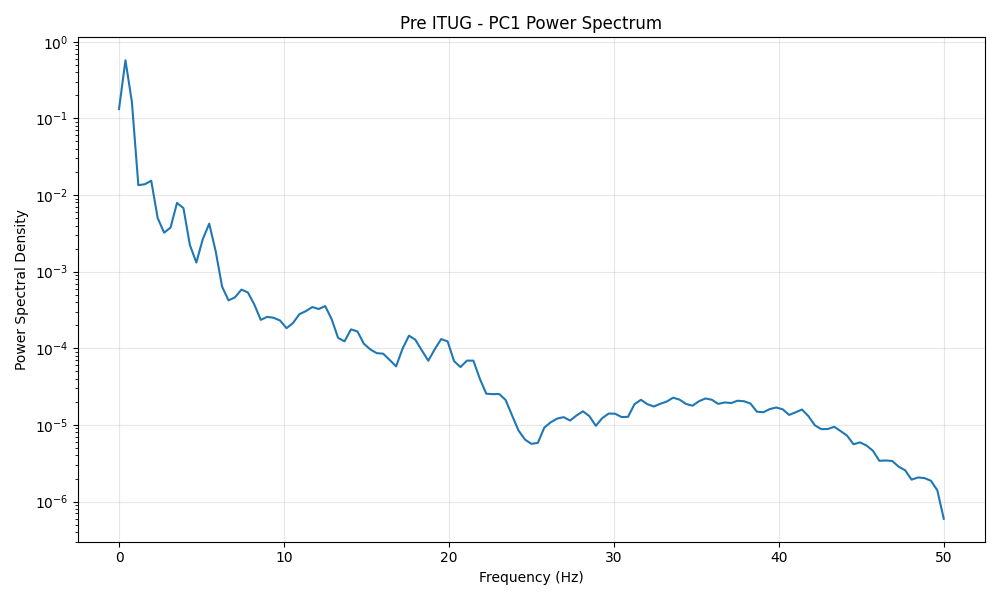 Pre ITUG - PC1 Power Spectrum
Power Spectral Density
10⁰
10⁻¹
10⁻²
10⁻³
10⁻⁴
10⁻⁵
10⁻⁶
0 10 20 30 40 50
Frequency (Hz)